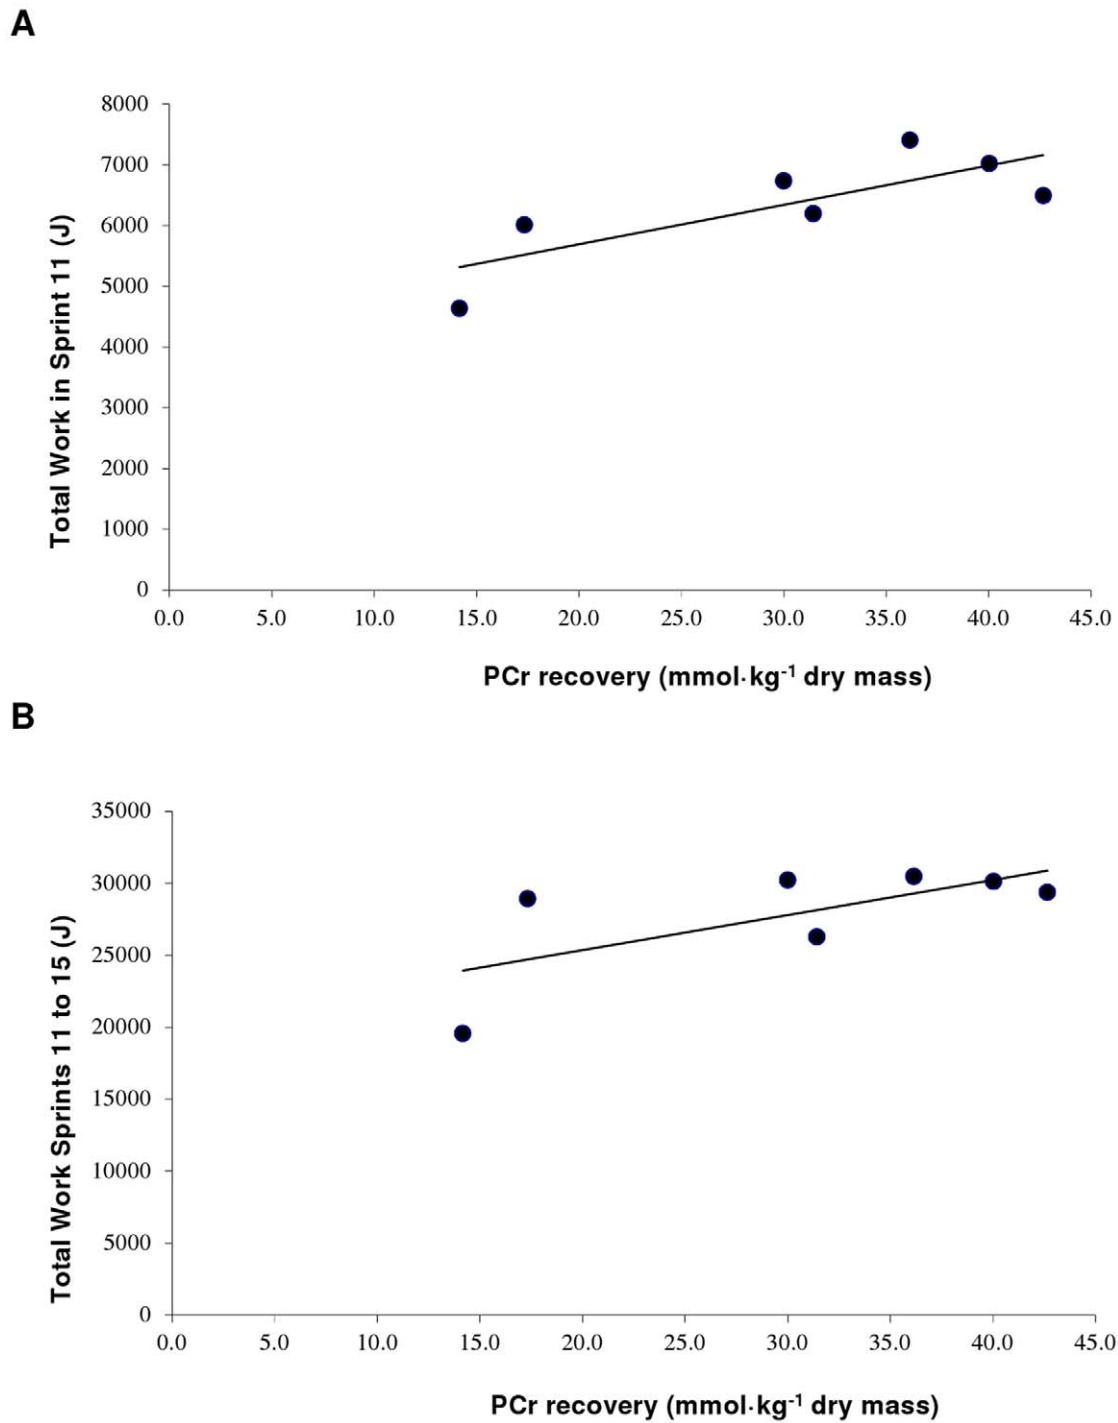 A
8000
7000
6000
5000
4000
3000
2000
1000
0
Total Work in Sprint 11 (J)
0.0 5.0 10.0 15.0 20.0 25.0 30.0 35.0 40.0 45.0
PCr recovery (mmol·kg⁻¹ dry mass)
B
35000
30000
25000
20000
15000
10000
5000
0
Total Work Sprints 11 to 15 (J)
0.0 5.0 10.0 15.0 20.0 25.0 30.0 35.0 40.0 45.0
PCr recovery (mmol·kg⁻¹ dry mass)